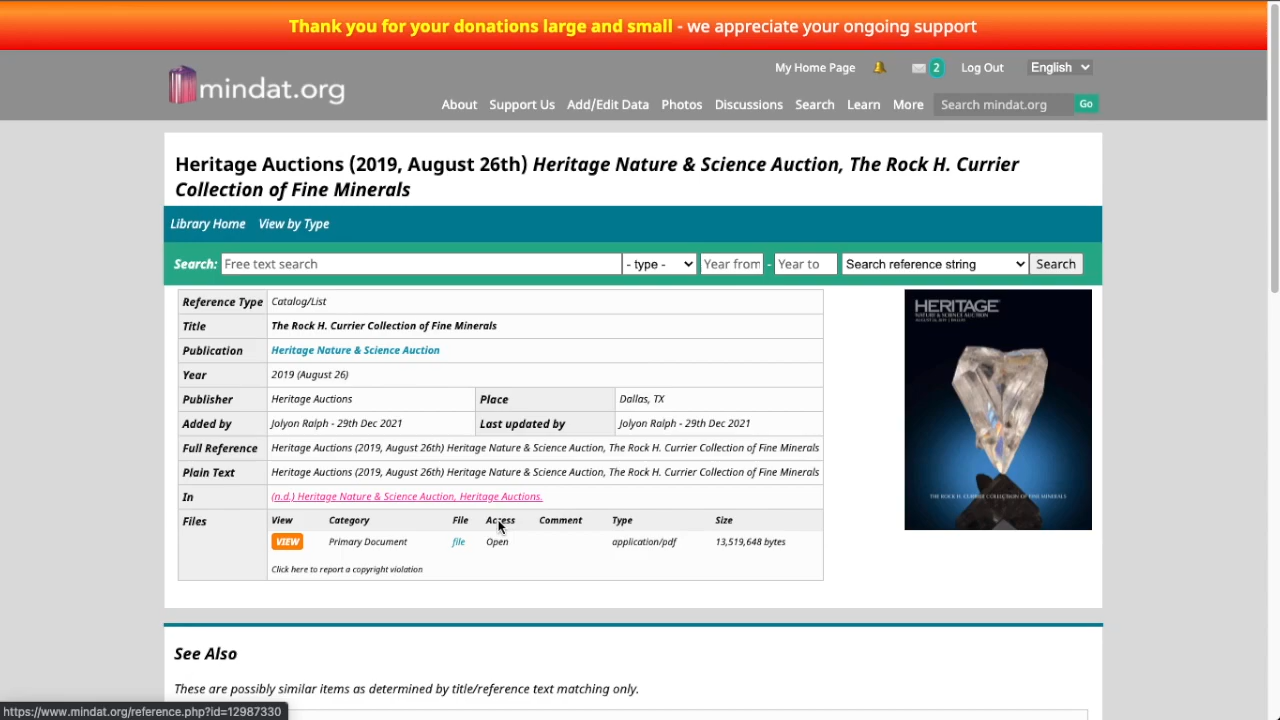 Thank you for your donations large and small - we appreciate your ongoing support
My Home Page 2 Log Out English
mindat.org
About Support Us Add/Edit Data Photos Discussions Search Learn More Search mindat.org Go
Heritage Auctions (2019, August 26th) Heritage Nature & Science Auction, The Rock H. Currier
Collection of Fine Minerals
Library Home View by Type
Search: Free text search - type - Year from - Year to Search reference string Search
Reference Type Catalog/List
Title The Rock H. Currier Collection of Fine Minerals
Publication Heritage Nature & Science Auction
Year 2019 (August 26)
Publisher Heritage Auctions Place Dallas, TX
Added by Jolyon Ralph - 29th Dec 2021 Last updated by Jolyon Ralph - 29th Dec 2021
Full Reference Heritage Auctions (2019, August 26th) Heritage Nature & Science Auction, The Rock H. Currier Collection of Fine Minerals
Plain Text Heritage Auctions (2019, August 26th) Heritage Nature & Science Auction, The Rock H. Currier Collection of Fine Minerals
In (n.d.) Heritage Nature & Science Auction, Heritage Auctions.
Files View Category File Access Comment Type Size
VIEW Primary Document file Open application/pdf 13,519,648 bytes
Click here to report a copyright violation
HERITAGE
NATURE & SCIENCE AUCTION
THE ROCK H. CURRIER COLLECTION OF FINE MINERALS
See Also
These are possibly similar items as determined by title/reference text matching only.
https://www.mindat.org/reference.php?id=12987330